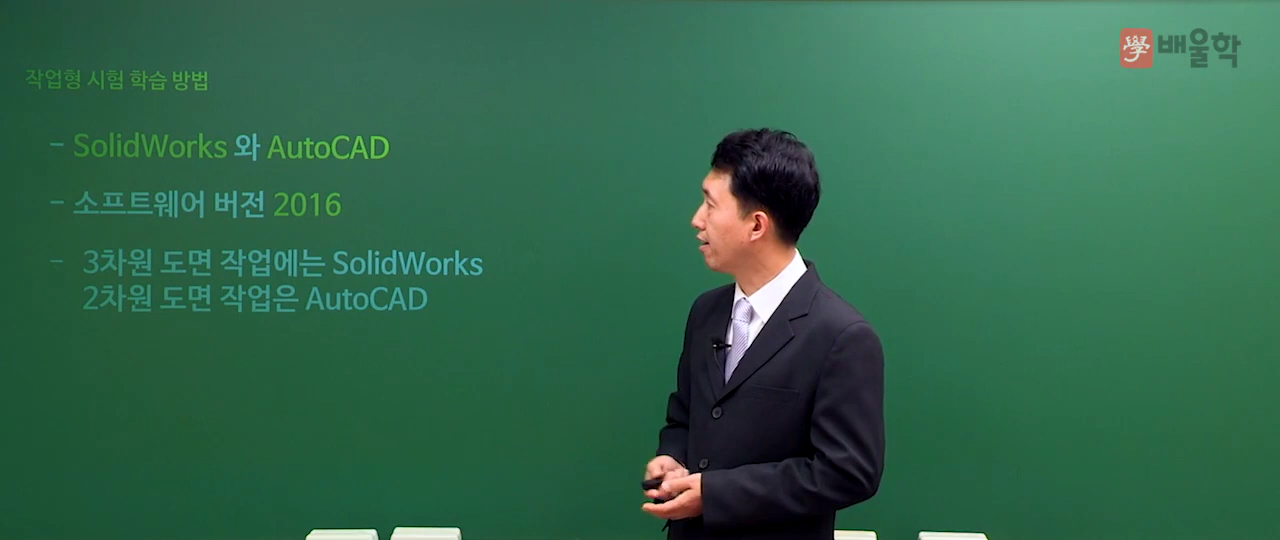 學 배울학
작업형 시험 학습 방법
- SolidWorks 와 AutoCAD
- 소프트웨어 버전 2016
- 3차원 도면 작업에는 SolidWorks
2차원 도면 작업은 AutoCAD